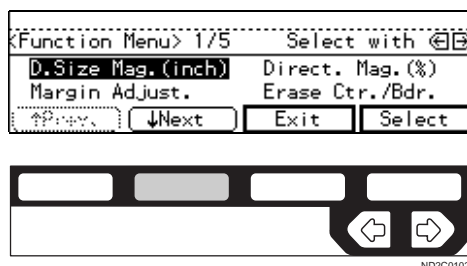 <Function Menu> 1/5 Select with
D.Size Mag.(inch) Direct. Mag.(%)
Margin Adjust. Erase Ctr./Bdr.
↑Prev. ↓Next Exit Select